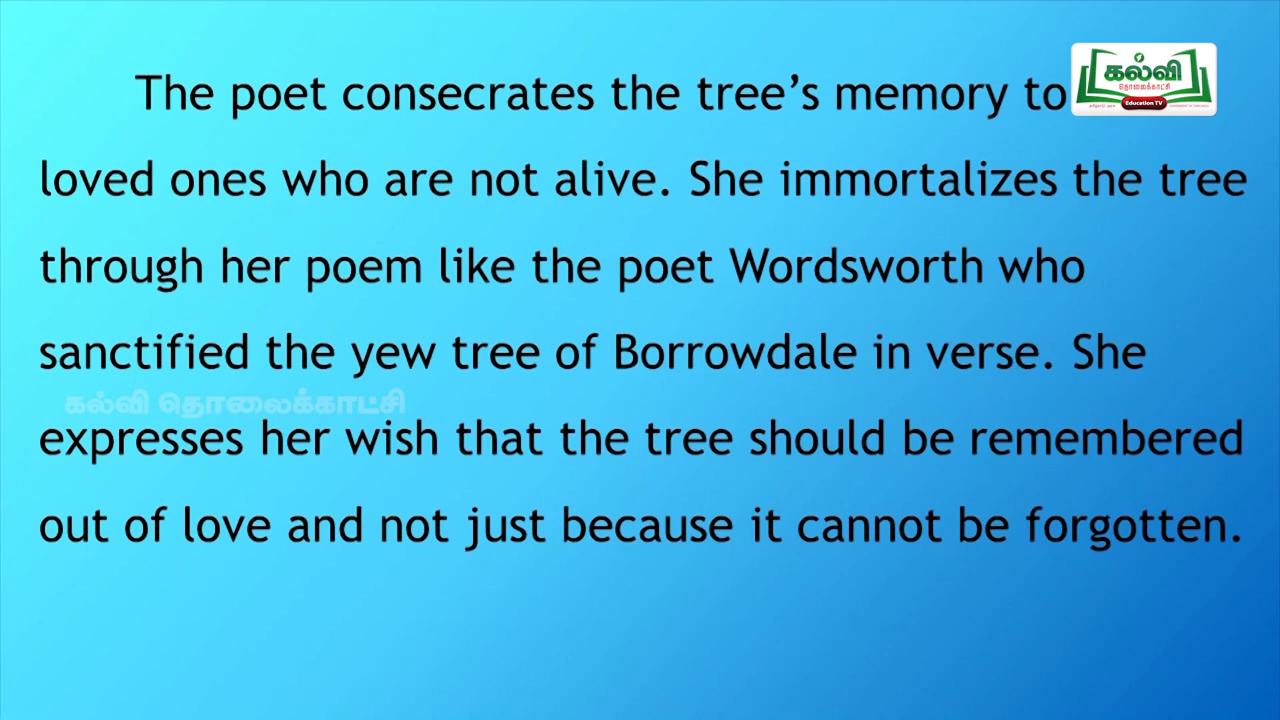 The poet consecrates the tree’s memory to
கல்வி
தொலைக்காட்சி
Education TV
loved ones who are not alive. She immortalizes the tree
through her poem like the poet Wordsworth who
sanctified the yew tree of Borrowdale in verse. She
கல்வி தொலைக்காட்சி
expresses her wish that the tree should be remembered
out of love and not just because it cannot be forgotten.